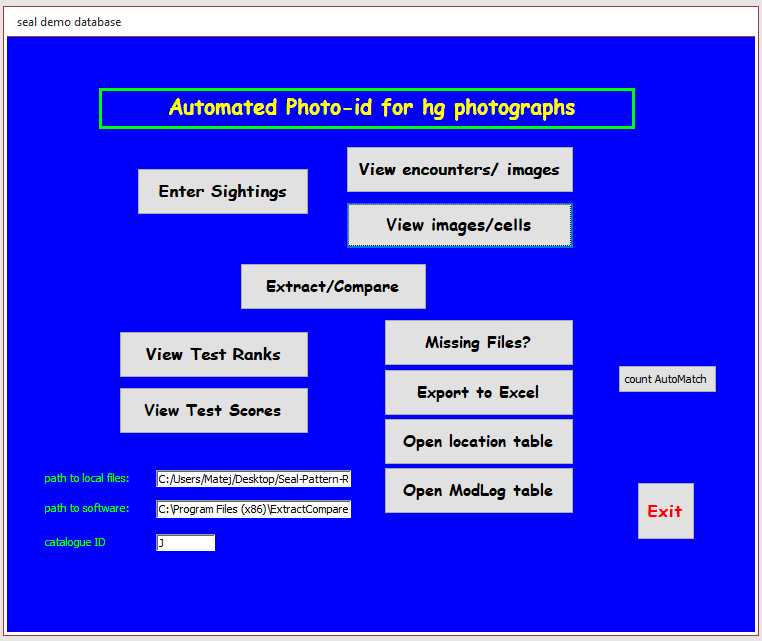 seal demo database
Automated Photo-id for hg photographs
View encounters/ images
Enter Sightings
View images/cells
Extract/Compare
Missing Files?
View Test Ranks
count AutoMatch
Export to Excel
View Test Scores
Open location table
path to local files: C:/Users/Matej/Desktop/Seal-Pattern-R
Open ModLog table
path to software: C:\Program Files (x86)\ExtractCompare
Exit
catalogue ID J